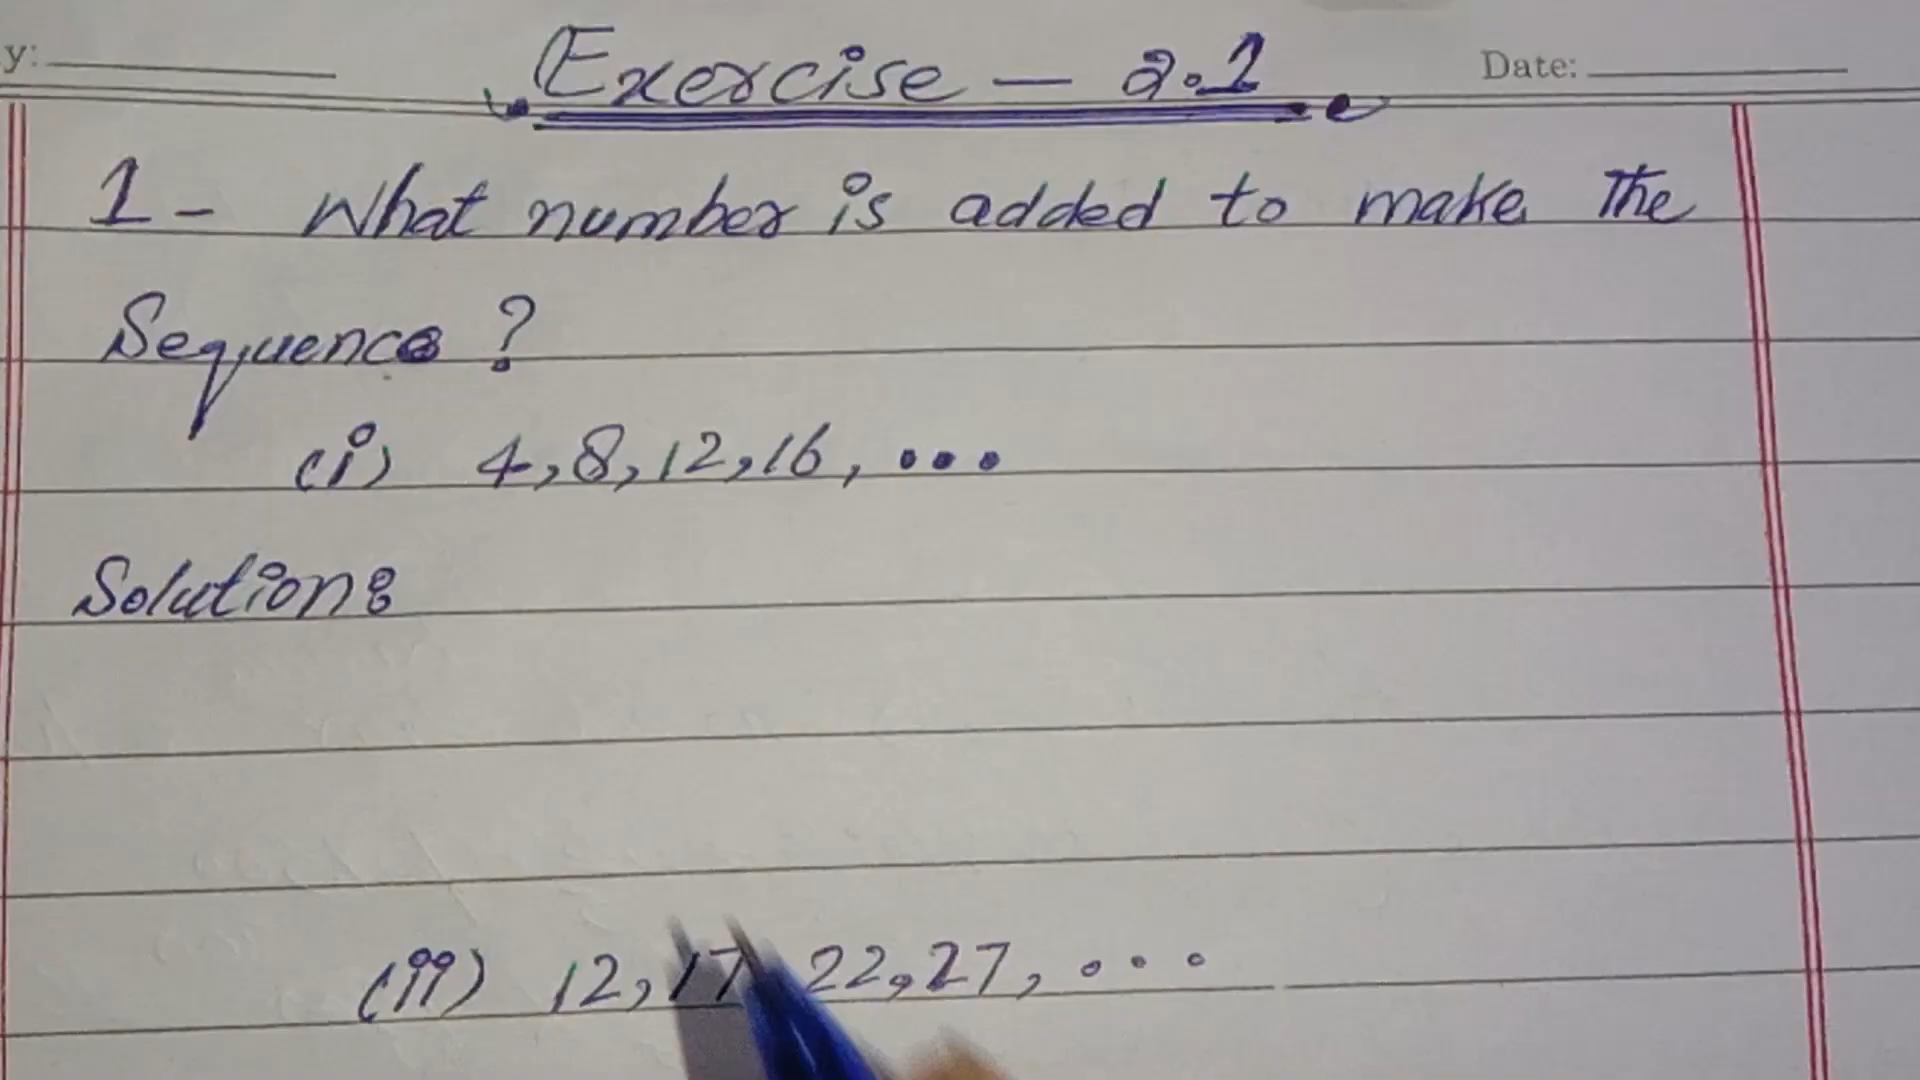 y:
Exercise - 2.1
Date:
1- What number is added to make the
Sequence ?
(i) 4, 8, 12, 16, ...
Solution:
(ii) 12, 17 22, 27, ...